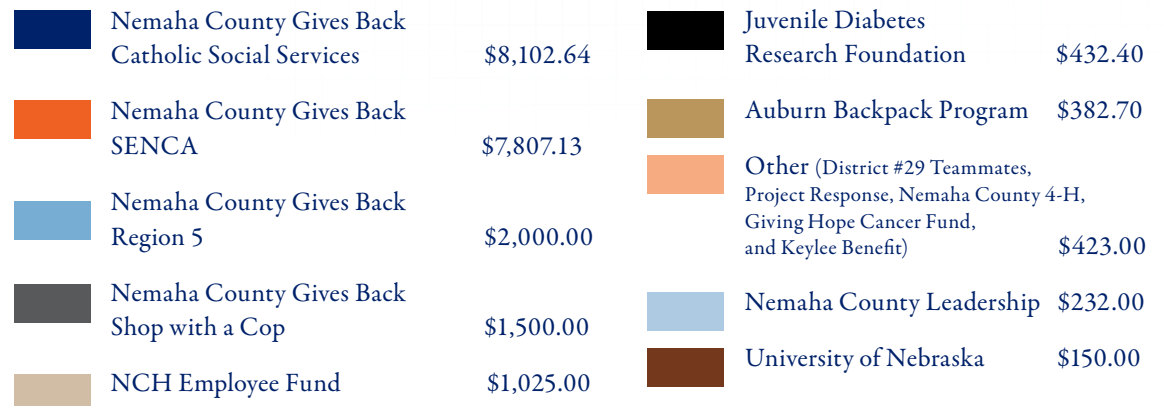 Nemaha County Gives Back
Catholic Social Services $8,102.64
Nemaha County Gives Back
SENCA $7,807.13
Nemaha County Gives Back
Region 5 $2,000.00
Nemaha County Gives Back
Shop with a Cop $1,500.00
NCH Employee Fund $1,025.00
Juvenile Diabetes
Research Foundation $432.40
Auburn Backpack Program $382.70
Other (District #29 Teammates,
Project Response, Nemaha County 4-H,
Giving Hope Cancer Fund,
and Keylee Benefit) $423.00
Nemaha County Leadership $232.00
University of Nebraska $150.00